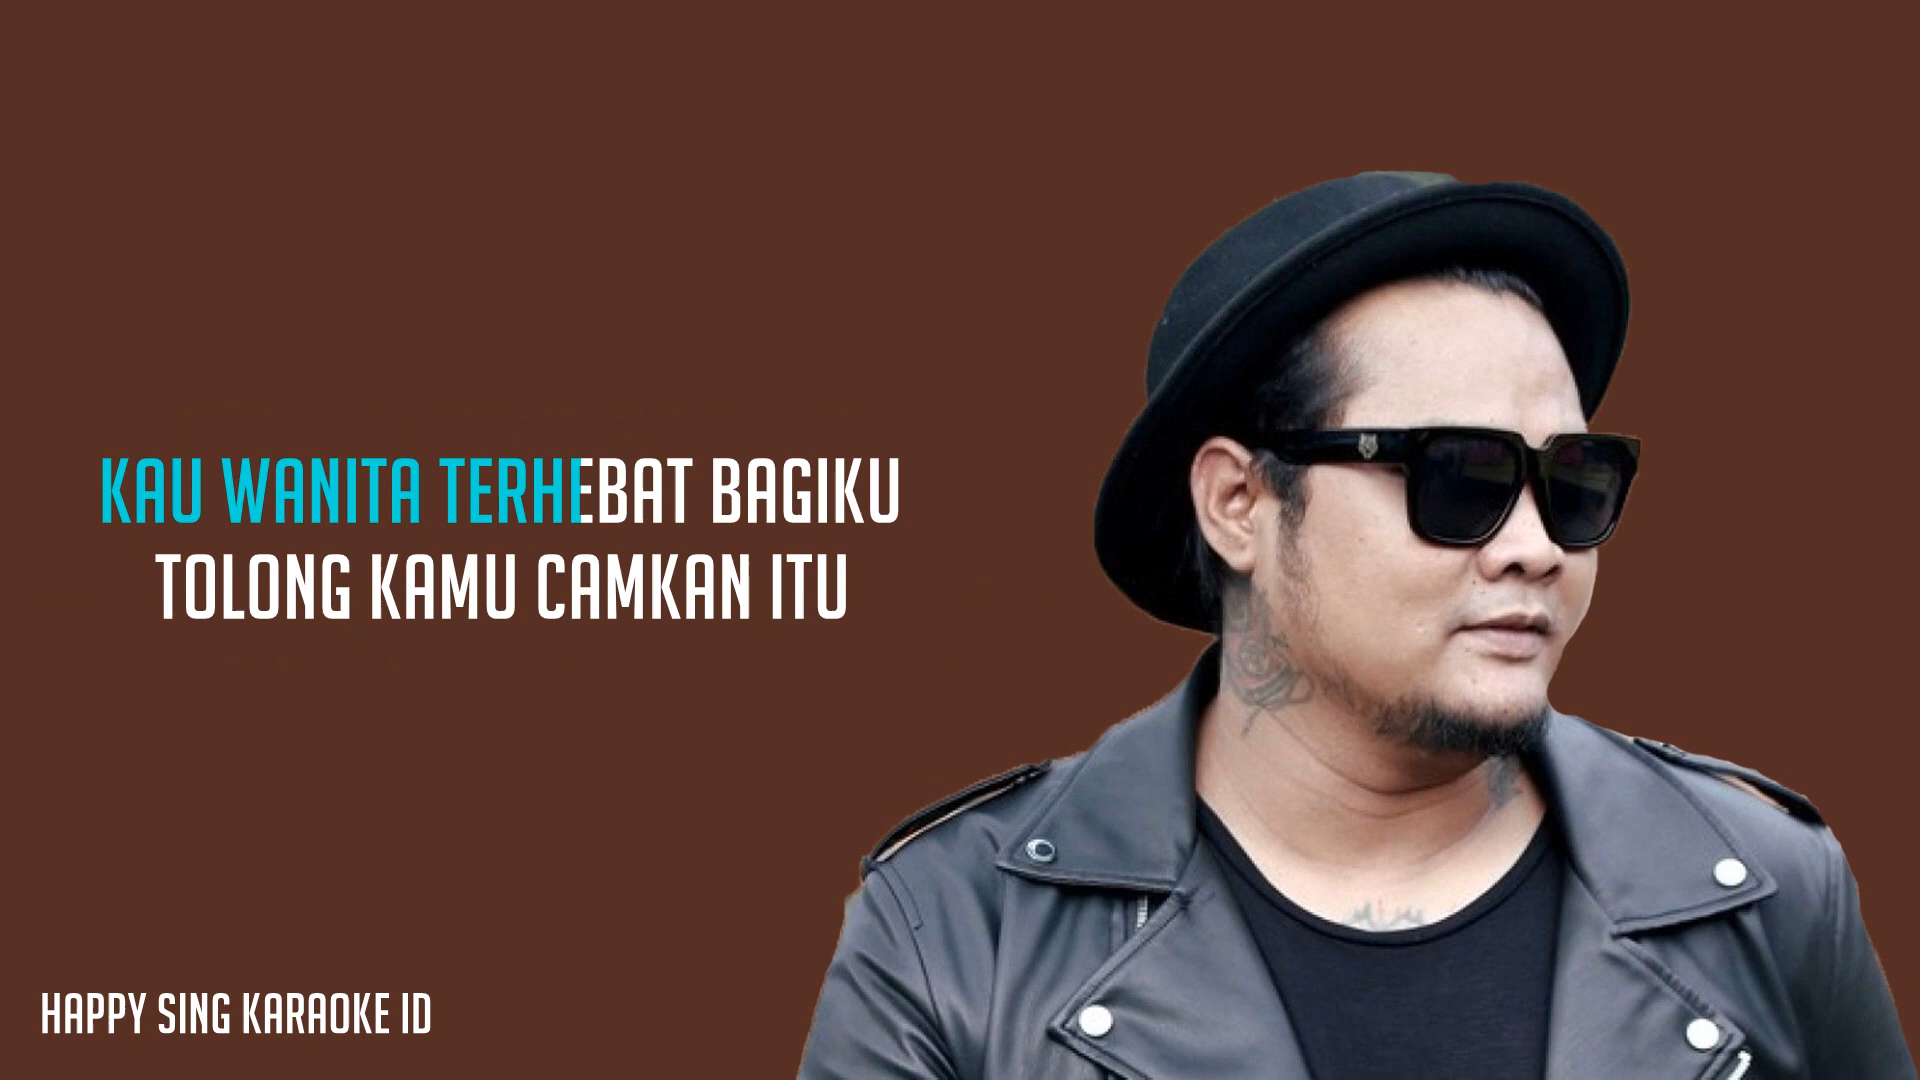 KAU WANITA TERHEBAT BAGIKU
TOLONG KAMU CAMKAN ITU
HAPPY SING KARAOKE ID